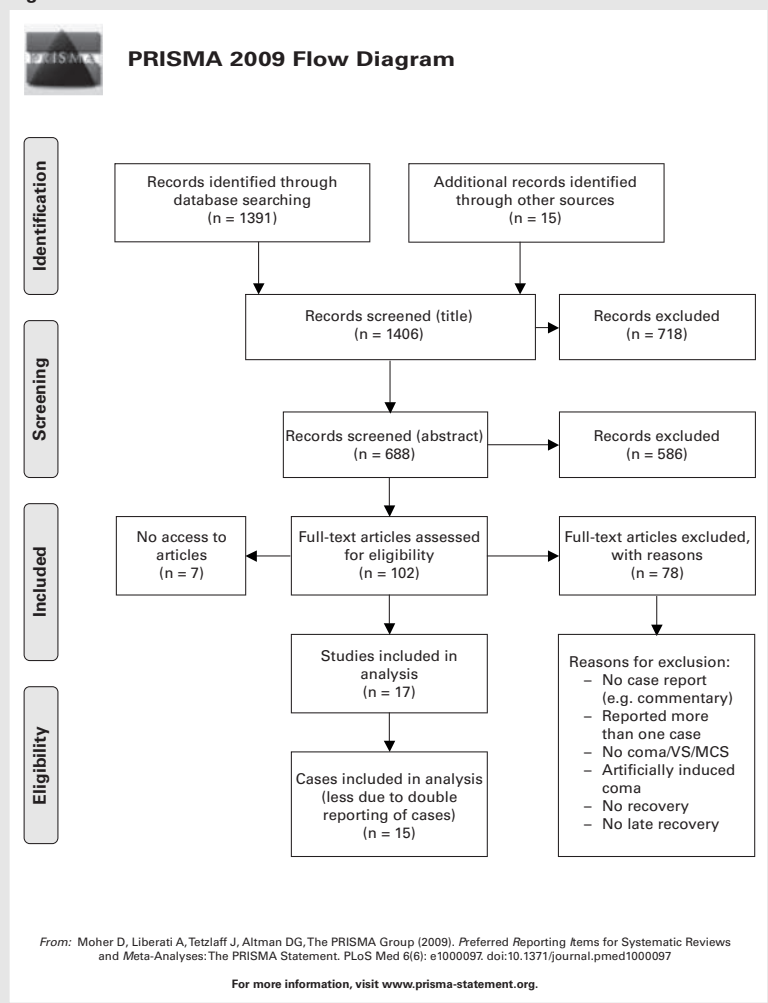 PRISMA
PRISMA 2009 Flow Diagram
Identification
Records identified through
database searching
(n = 1391)
Additional records identified
through other sources
(n = 15)
Records screened (title)
(n = 1406)
Records excluded
(n = 718)
Screening
Records screened (abstract)
(n = 688)
Records excluded
(n = 586)
Included
No access to
articles
(n = 7)
Full-text articles assessed
for eligibility
(n = 102)
Full-text articles excluded,
with reasons
(n = 78)
Studies included in
analysis
(n = 17)
Reasons for exclusion:
– No case report
(e.g. commentary)
– Reported more
than one case
– No coma/VS/MCS
– Artificially induced
coma
– No recovery
– No late recovery
Eligibility
Cases included in analysis
(less due to double
reporting of cases)
(n = 15)
From: Moher D, Liberati A, Tetzlaff J, Altman DG, The PRISMA Group (2009). Preferred Reporting Items for Systematic Reviews
and Meta-Analyses: The PRISMA Statement. PLoS Med 6(6): e1000097. doi:10.1371/journal.pmed1000097
For more information, visit www.prisma-statement.org.